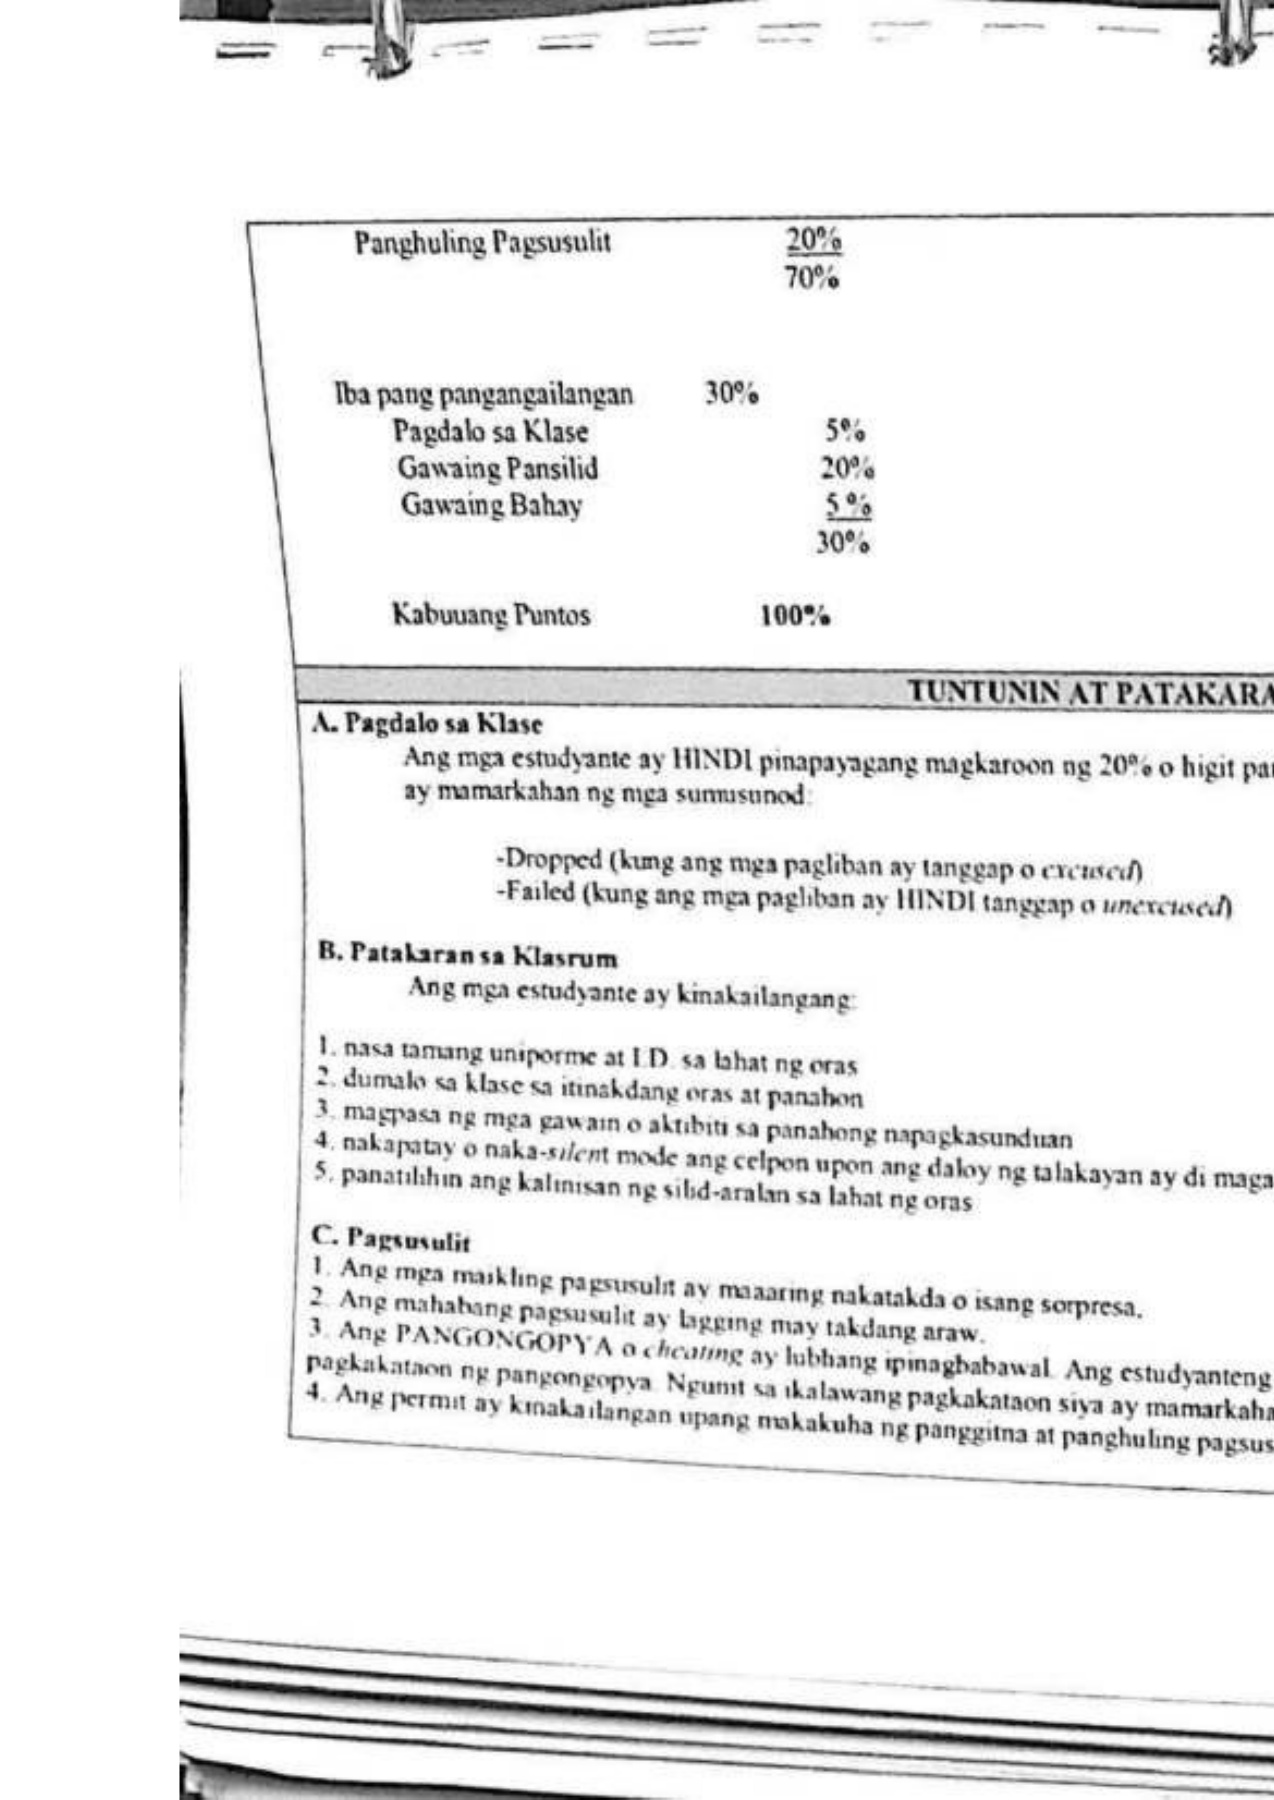 Panghuling Pagsusulit 20%
70%
Iba pang pangangailangan 30%
Pagdalo sa Klase 5%
Gawaing Pansilid 20%
Gawaing Bahay 5 %
30%
Kabuuang Puntos 100%
TUNTUNIN AT PATAKARA
A. Pagdalo sa Klase
Ang mga estudyante ay HINDI pinapayagang magkaroon ng 20% o higit pa
ay mamarkahan ng mga sumusunod:
-Dropped (kung ang mga pagliban ay tanggap o excused)
-Failed (kung ang mga pagliban ay HINDI tanggap o unexcused)
B. Patakaran sa Klasrum
Ang mga estudyante ay kinakailangang:
1. nasa tamang uniporme at I.D. sa lahat ng oras
2. dumalo sa klase sa itinakdang oras at panahon
3. magpasa ng mga gawain o aktibiti sa panahong napagkasunduan
4. nakapatay o naka-silent mode ang celpon upon ang daloy ng talakayan ay di maga
5. panatilihin ang kalinisan ng silid-aralan sa lahat ng oras
C. Pagsusulit
1. Ang mga maikling pagsusulit ay maaaring nakatakda o isang sorpresa.
2. Ang mahabang pagsusulit ay lagging may takdang araw.
3. Ang PANGONGOPYA o cheating ay lubhang ipinagbabawal. Ang estudyanteng
pagkakataon ng pangongopya. Ngunit sa ikalawang pagkakataon siya ay mamarkaha
4. Ang permit ay kinakailangan upang makakuha ng panggitna at panghuling pagsus